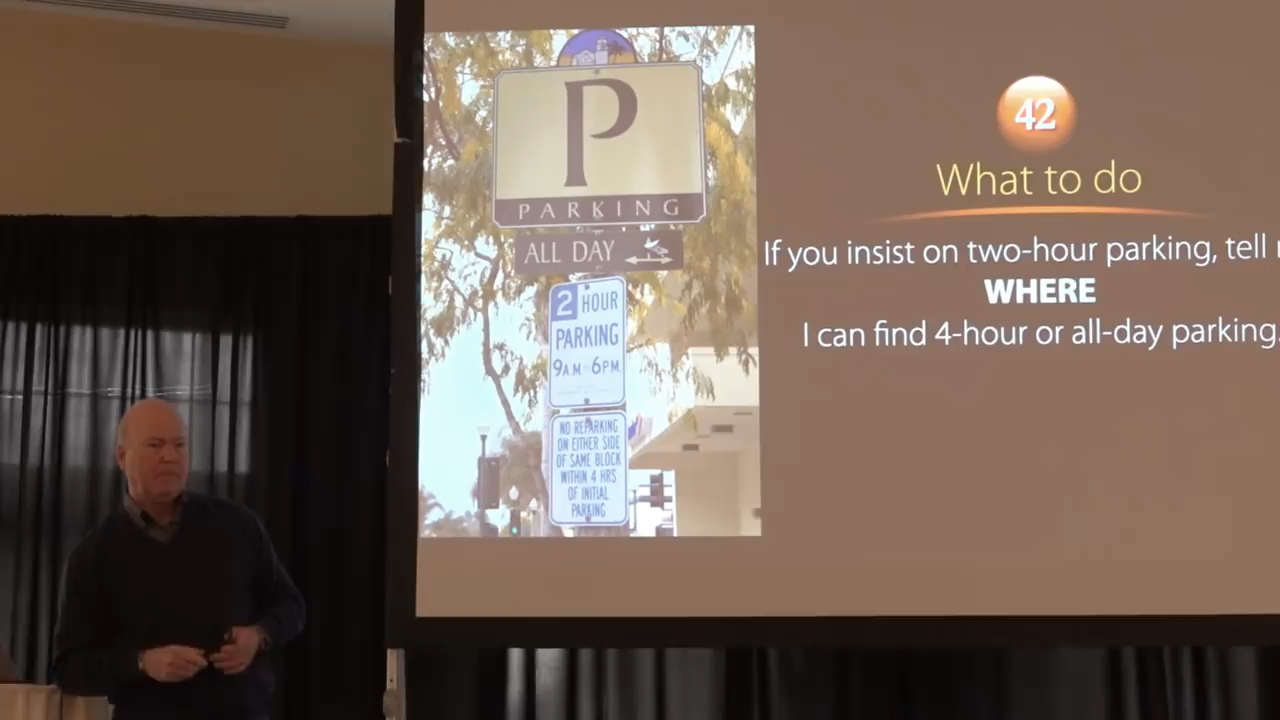 P
PARKING
ALL DAY
2 HOUR
PARKING
9A.M. 6P.M.
NO REPARKING
ON EITHER SIDE
OF SAME BLOCK
WITHIN 4 HRS
OF INITIAL
PARKING
42
What to do
If you insist on two-hour parking, tell
WHERE
I can find 4-hour or all-day parking.